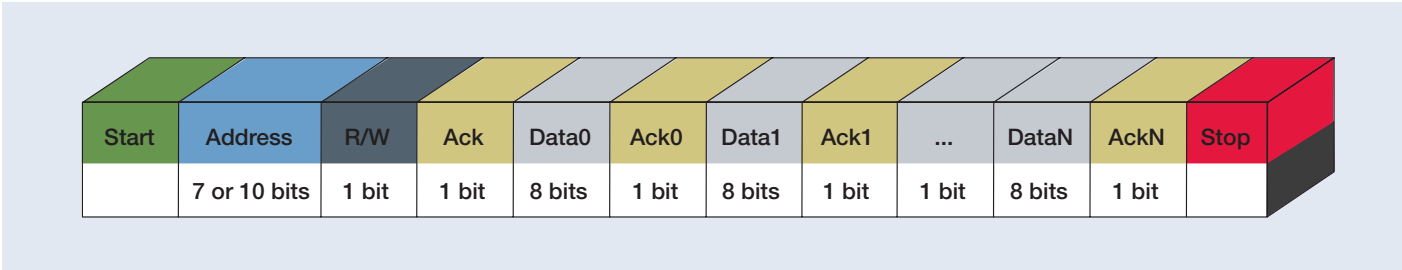 Start Address R/W Ack Data0 Ack0 Data1 Ack1 ... DataN AckN Stop
7 or 10 bits 1 bit 1 bit 8 bits 1 bit 8 bits 1 bit 1 bit 8 bits 1 bit